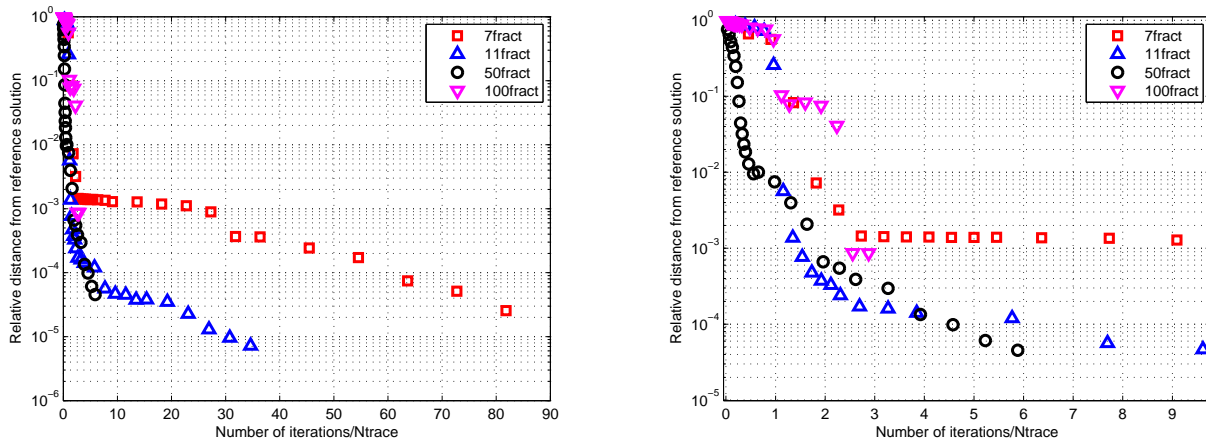 10^0
10^-1
10^-2
10^-3
10^-4
10^-5
10^-6
0 10 20 30 40 50 60 70 80 90
Relative distance from reference solution
Number of iterations/Ntrace
7fract
11fract
50fract
100fract
10^0
10^-1
10^-2
10^-3
10^-4
10^-5
0 1 2 3 4 5 6 7 8 9
Relative distance from reference solution
Number of iterations/Ntrace
7fract
11fract
50fract
100fract